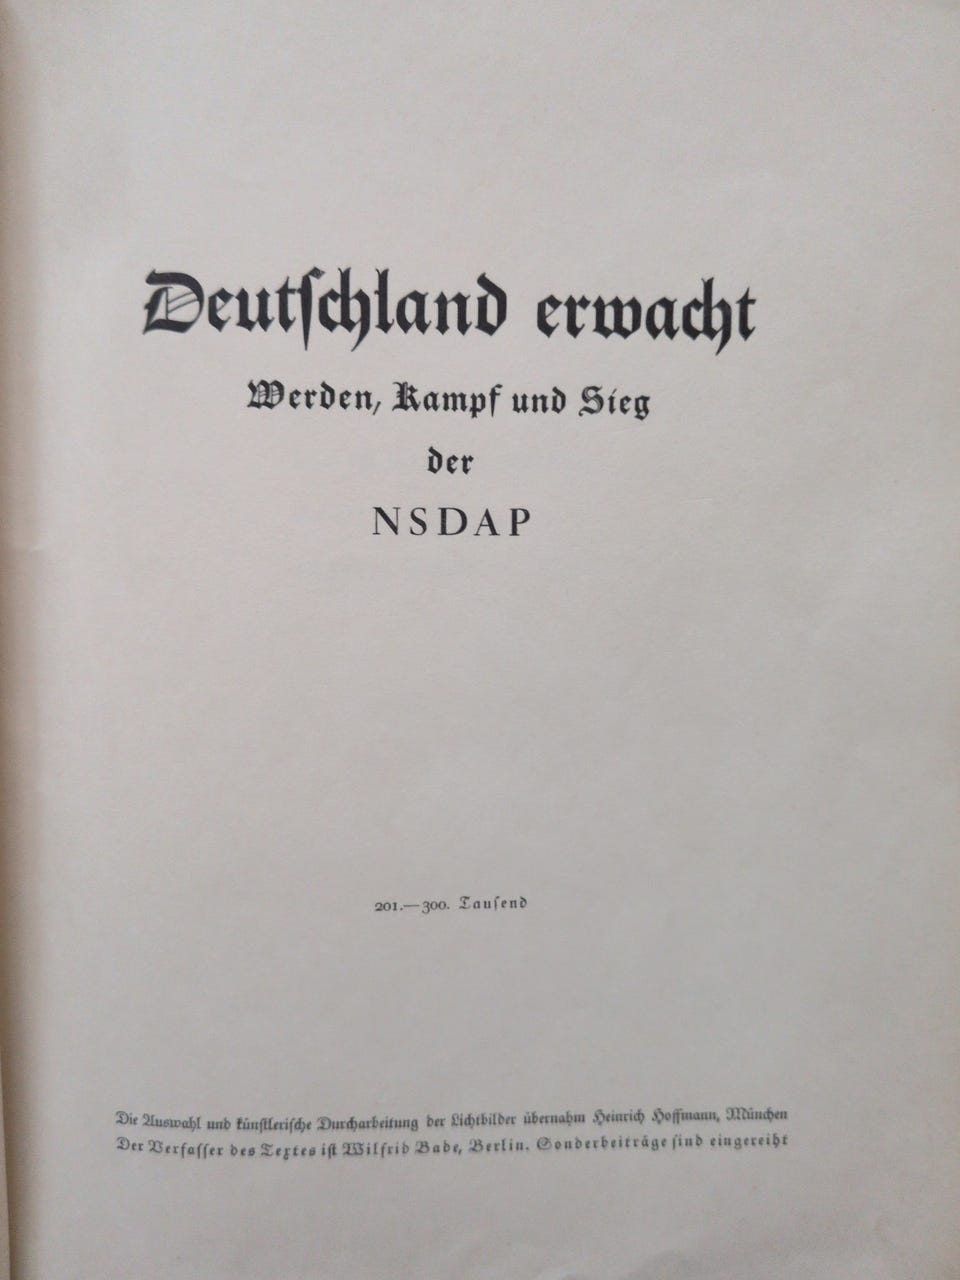 Deutſchland erwacht
Werden, Kampf und Sieg
der
NSDAP
201.—300. Tauſend
Die Auswahl und künſtleriſche Durcharbeitung der Lichtbilder übernahm Heinrich Hoffmann, München
Der Verfaſſer des Textes iſt Wilfrid Bade, Berlin. Sonderbeiträge ſind eingereiht